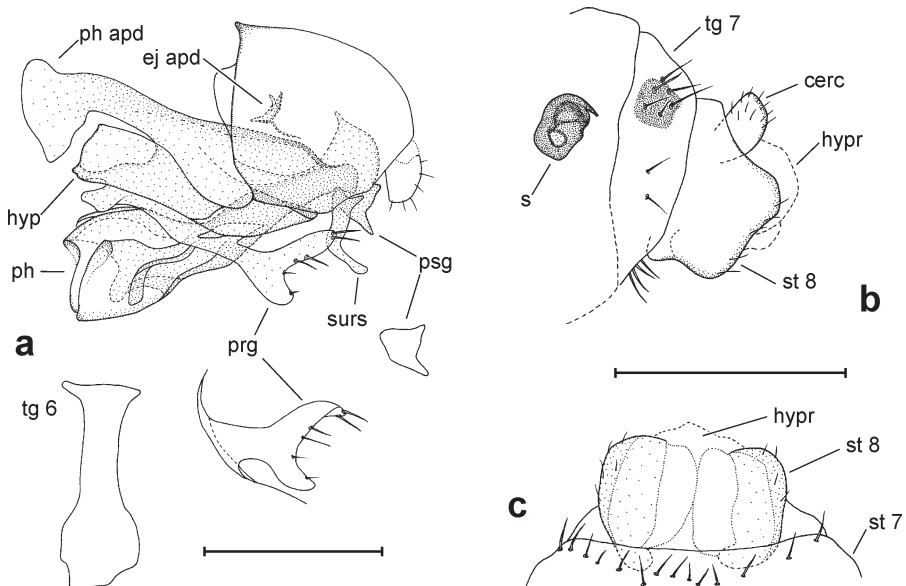 ph apd
ej apd
hyp
ph
psg
surs
prg
a
tg 6
tg 7
cerc
hypr
s
st 8
b
hypr
st 8
st 7
c